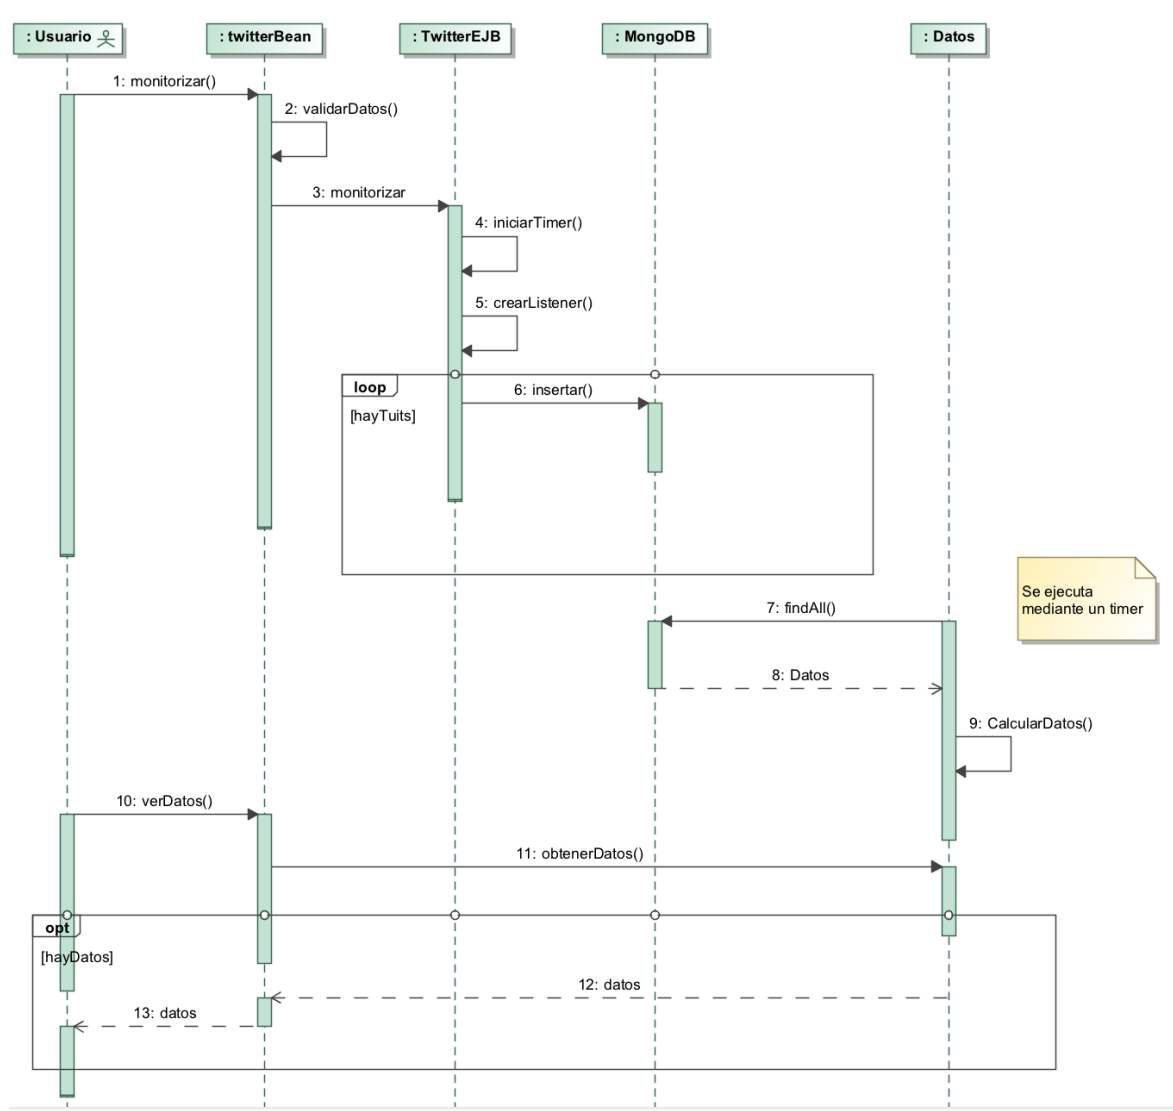 : Usuario
: twitterBean
: TwitterEJB
: MongoDB
: Datos
1: monitorizar()
2: validarDatos()
3: monitorizar
4: iniciarTimer()
5: crearListener()
loop
6: insertar()
[hayTuits]
Se ejecuta
mediante un timer
7: findAll()
8: Datos
9: CalcularDatos()
10: verDatos()
11: obtenerDatos()
opt
[hayDatos]
12: datos
13: datos